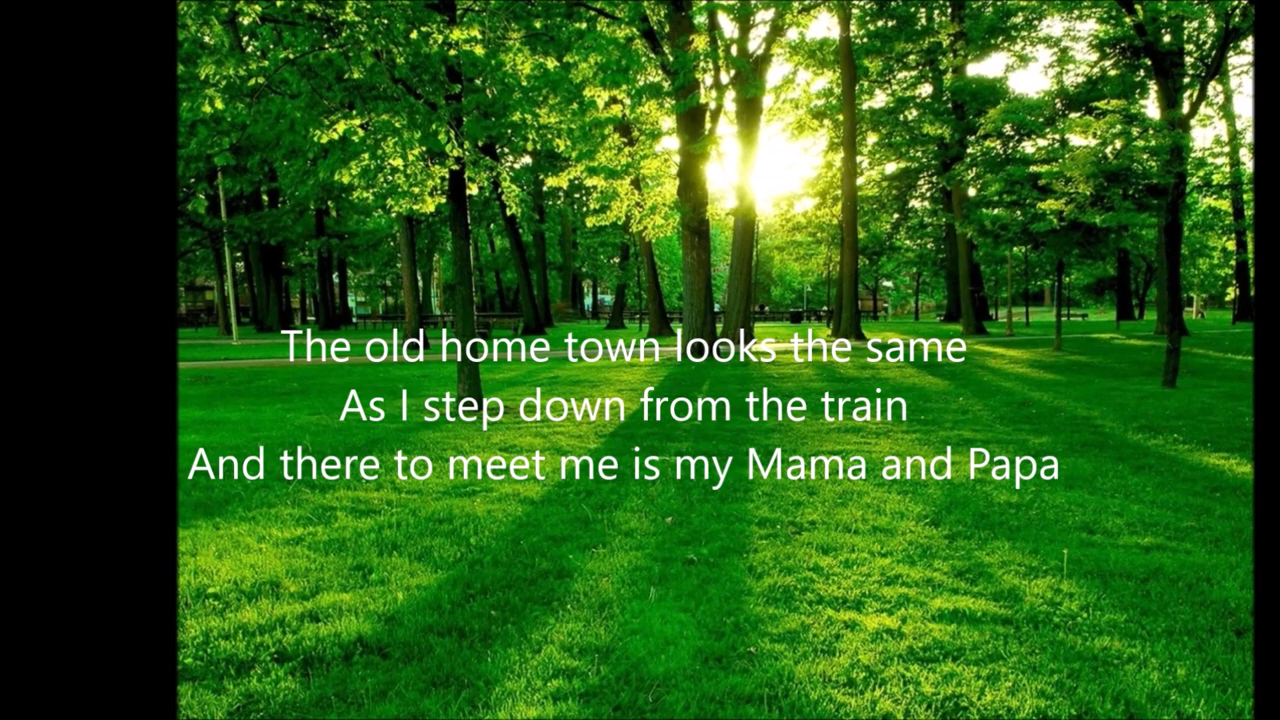 The old home town looks the same
As I step down from the train
And there to meet me is my Mama and Papa